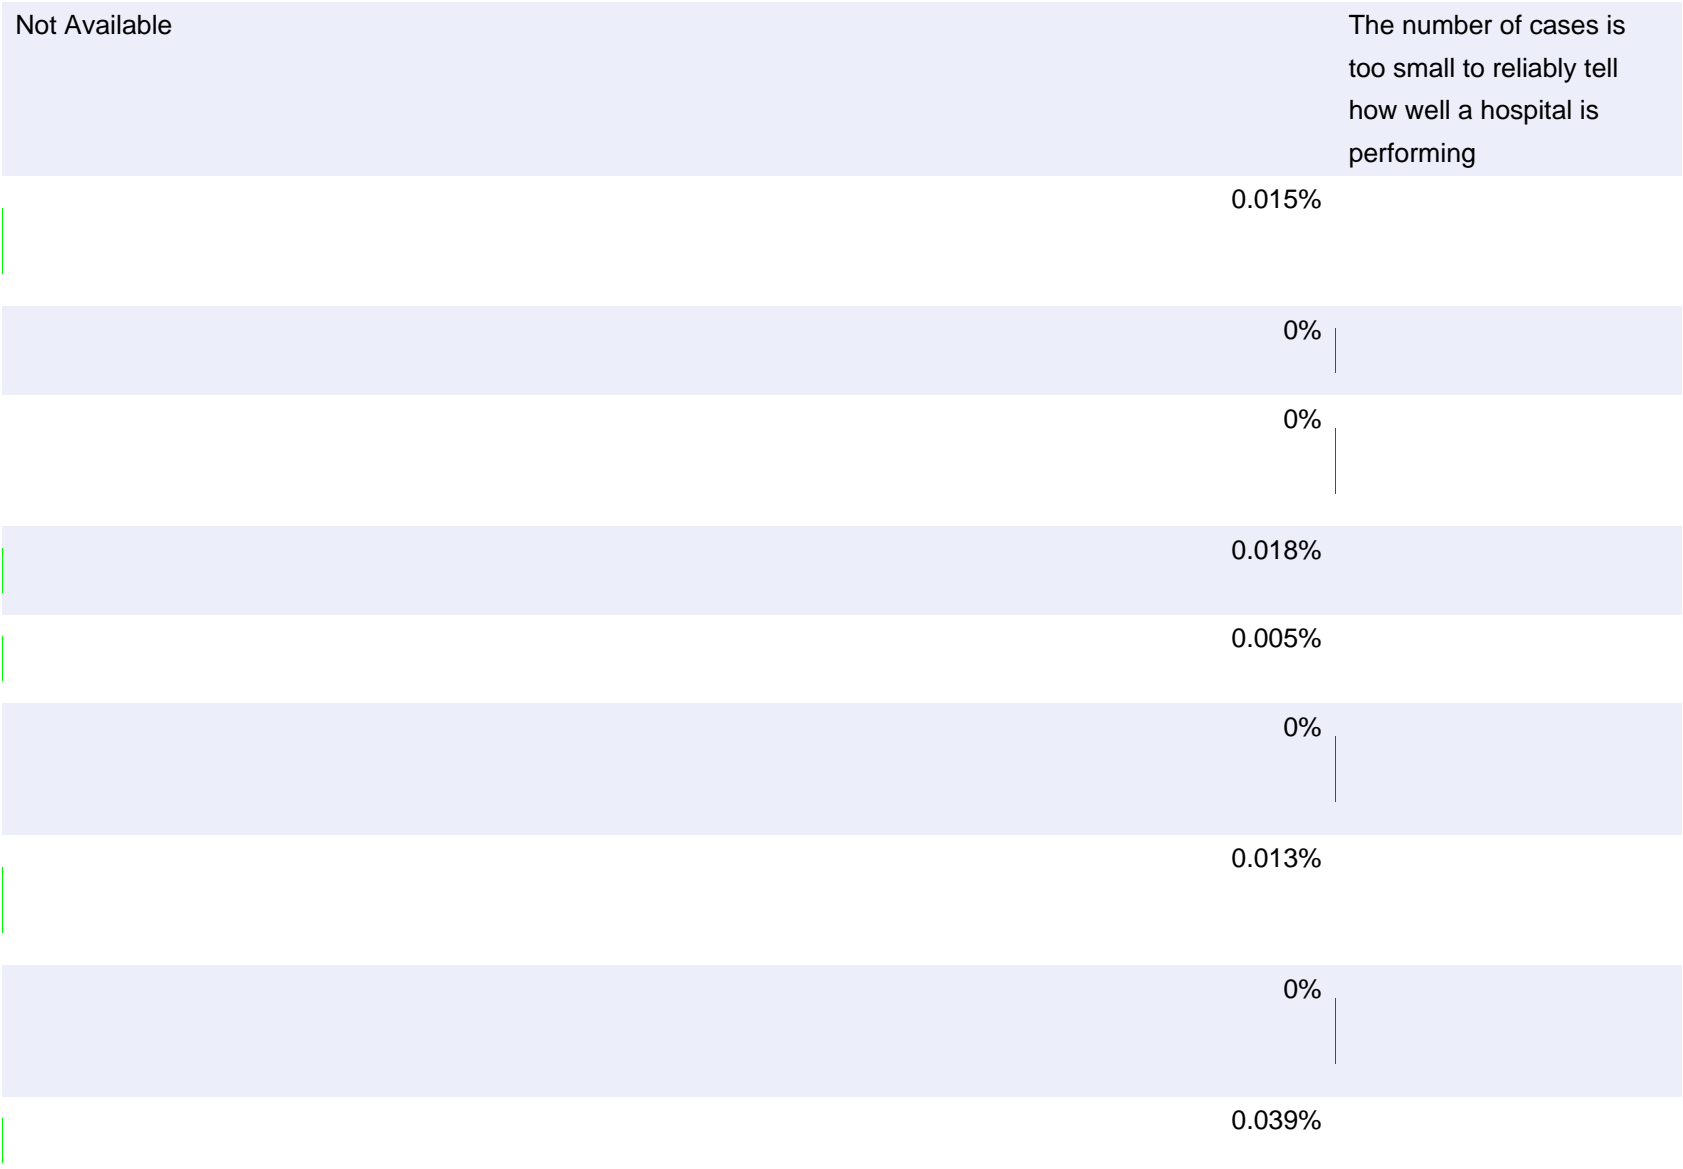 Not Available
The number of cases is
too small to reliably tell
how well a hospital is
performing
0.015%
0%
0%
0.018%
0.005%
0%
0.013%
0%
0.039%